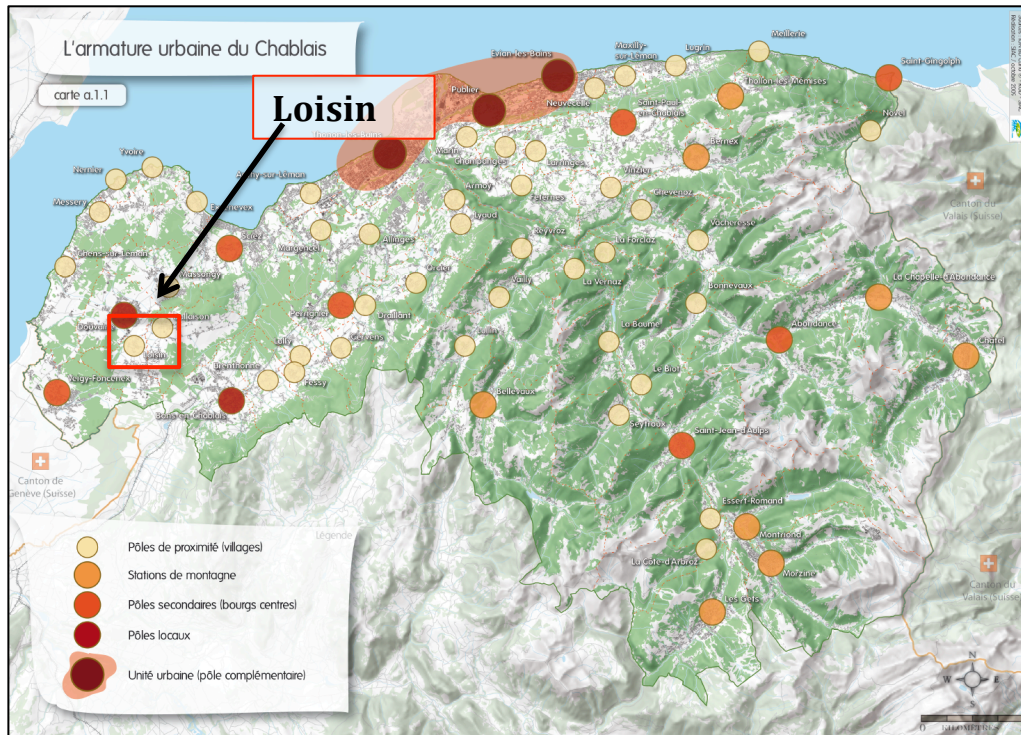 L'armature urbaine du Chablais
carte a.1.1
Loisin
Evian-les-Bains
Maxilly-
sur-Léman
Lugrin
Meillerie
Publier
Neuvecelle
Saint-Paul-
en-Chablais
Thollon-les-Mémises
Saint-Gingolph
Novel
Thonon-les-Bains
Marin
Champanges
Larringes
Bernex
Vinzier
Chevenoz
Vacheresse
Yvoire
Nernier
Messery
Excenevex
Anthy-sur-Léman
Armoy
Féternes
Lyaud
Sciez
Margencel
Allinges
Reyvroz
La Forclaz
Canton du
Valais (Suisse)
Chens-sur-Léman
Massongy
Orcier
Vailly
La Vernaz
Bonnevaux
La Chapelle-d'Abondance
Douvaine
Ballaison
Perrignier
Draillant
Lullin
La Baume
Abondance
Châtel
Loisin
Lully
Cervens
Brenthonne
Fessy
Veigy-Foncenex
Bons-en-Chablais
Bellevaux
Le Biot
Seytroux
Saint-Jean-d'Aulps
Canton de
Genève (Suisse)
Essert-Romand
Montriond
La Côte-d'Arbroz
Morzine
Les Gets
Canton du
Valais (Suisse)
Légende
Pôles de proximité (villages)
Stations de montagne
Pôles secondaires (bourgs centres)
Pôles locaux
Unité urbaine (pôle complémentaire)
N
W
E
S
0 KILOMETRES